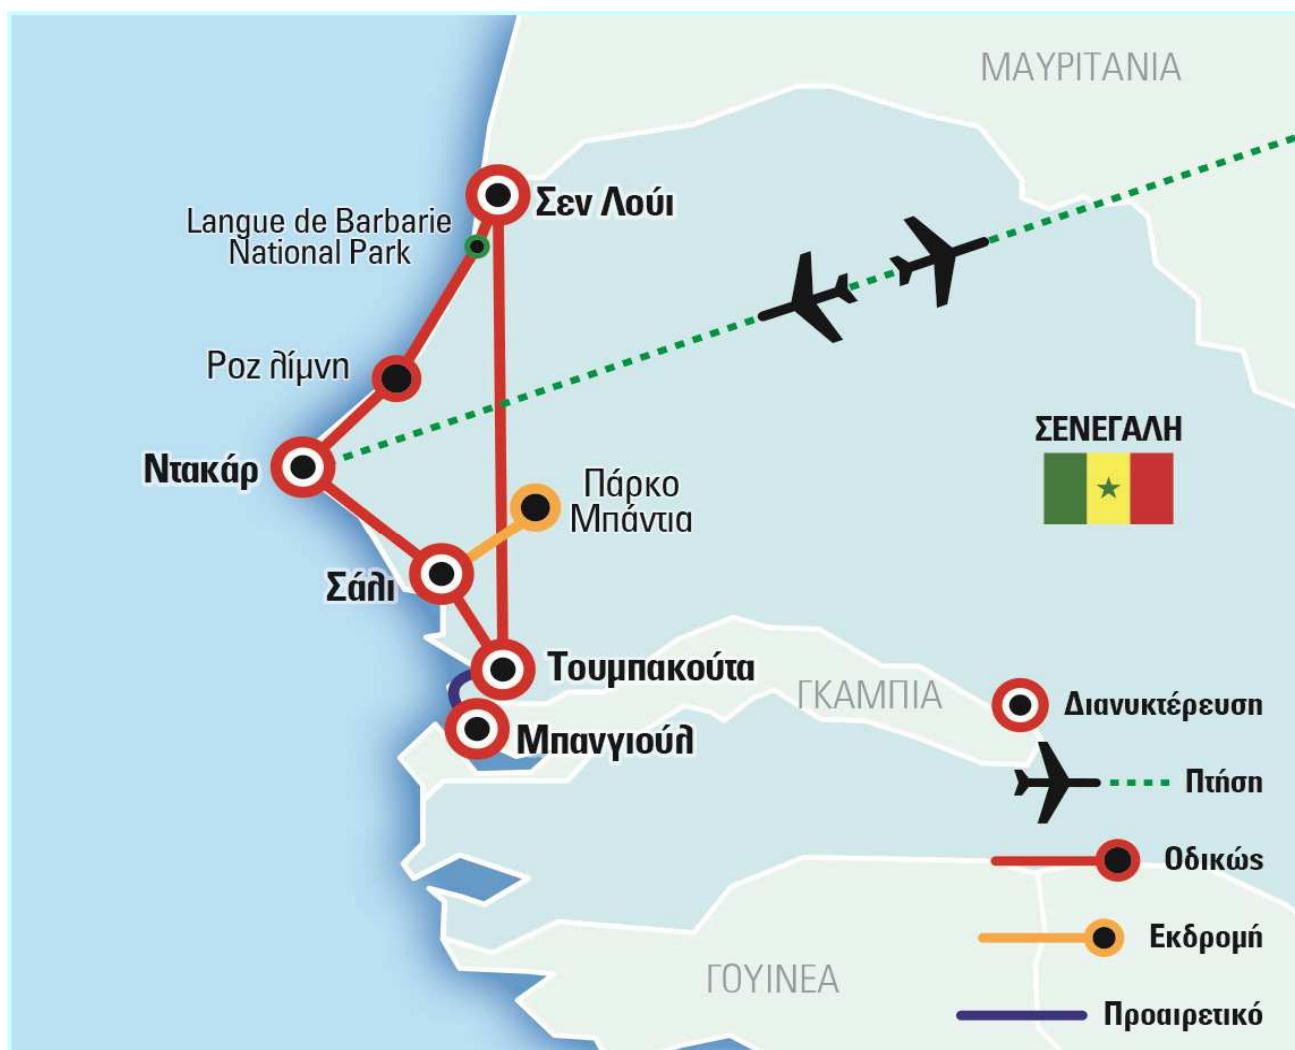 ΜΑΥΡΙΤΑΝΙΑ
Σεν Λούι
Langue de Barbarie
National Park
Ροζ λίμνη
ΣΕΝΕΓΑΛΗ
Ντακάρ
Πάρκο
Μπάντια
Σάλι
Τουμπακούτα
ΓΚΑΜΠΙΑ
Διανυκτέρευση
Μπανγιούλ
Πτήση
Οδικώς
Εκδρομή
ΓΟΥΙΝΕΑ
Προαιρετικό